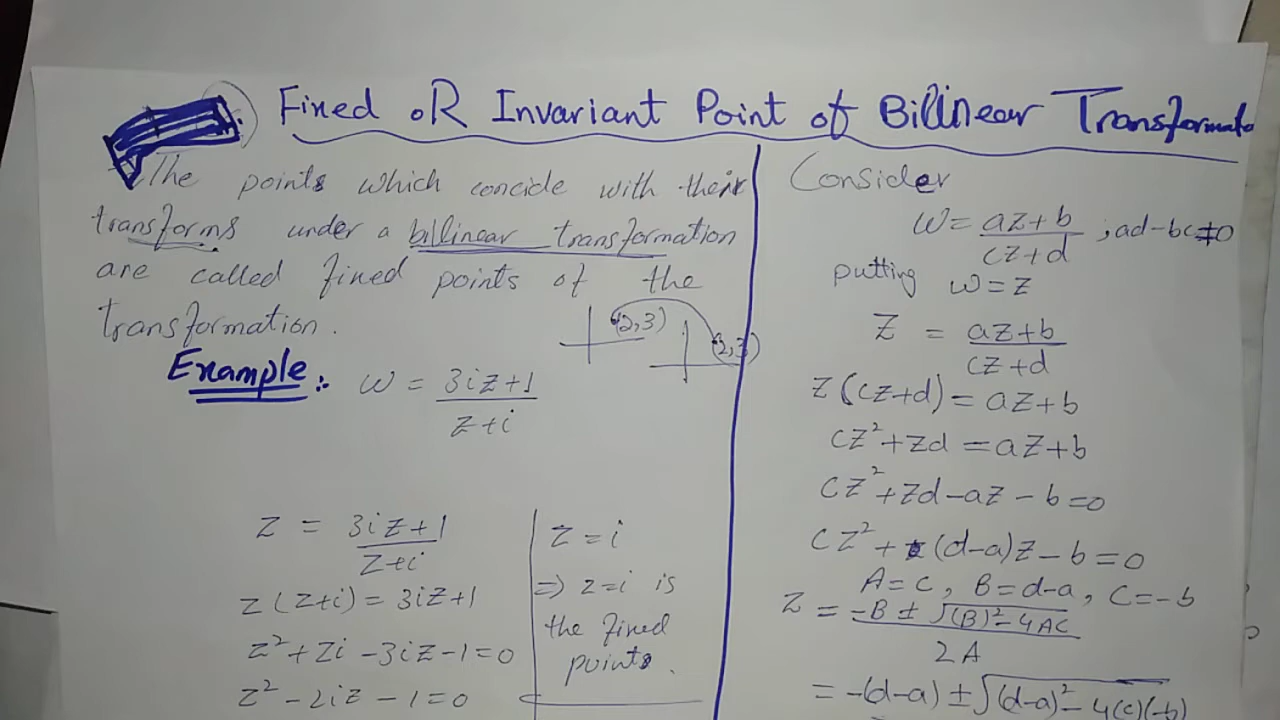 Fixed oR Invariant Point of Bilinear Transformatio
The points which concide with their
transforms under a billinear transformation
are called fixed points of the
transformation.
(2,3)
(2,3)
Example:- w = 3iz+1 / z+i
z = 3iz+1 / z+i
z(z+i) = 3iz+1
z²+zi-3iz-1=0
z²-2iz-1=0
z=i
=> z=i is
the fixed
points.
Consider
w = az+b / cz+d ; ad-bc≠0
putting w=z
z = az+b / cz+d
z(cz+d) = az+b
cz²+zd = az+b
cz²+zd-az-b=0
cz²+(d-a)z-b=0
A=c, B=d-a, C=-b
z = -B ± √(B)²-4AC / 2A
= -(d-a) ± √(d-a)²-4(c)(-b)